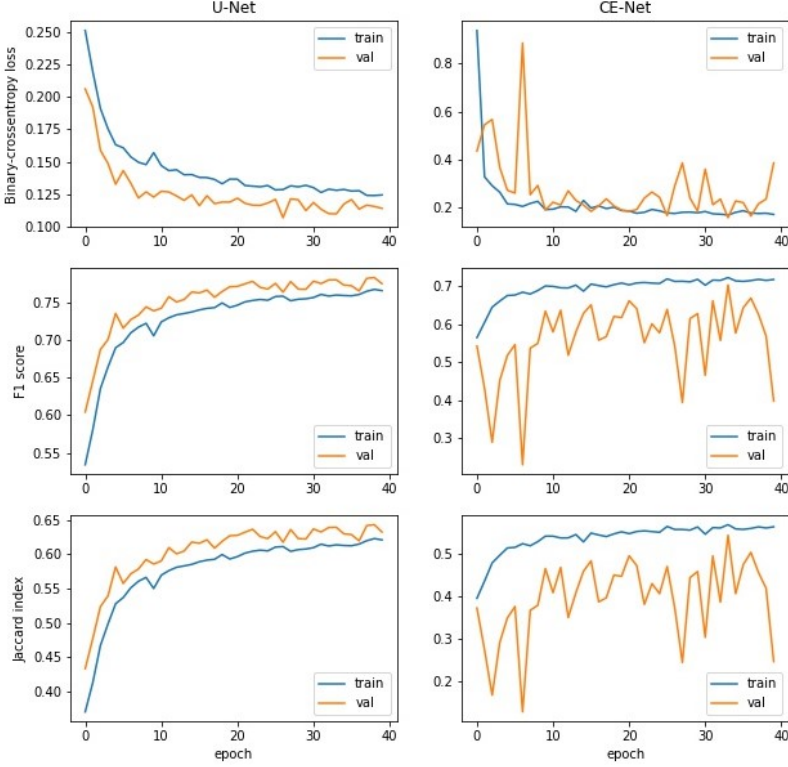 U-Net
CE-Net
Binary-crossentropy loss
0.250
0.225
0.200
0.175
0.150
0.125
0.100
train
val
0 10 20 30 40
0.8
0.6
0.4
0.2
train
val
0 10 20 30 40
F1 score
0.75
0.70
0.65
0.60
0.55
train
val
0 10 20 30 40
0.7
0.6
0.5
0.4
0.3
train
val
0 10 20 30 40
Jaccard index
0.65
0.60
0.55
0.50
0.45
0.40
train
val
0 10 20 30 40
epoch
0.5
0.4
0.3
0.2
train
val
0 10 20 30 40
epoch